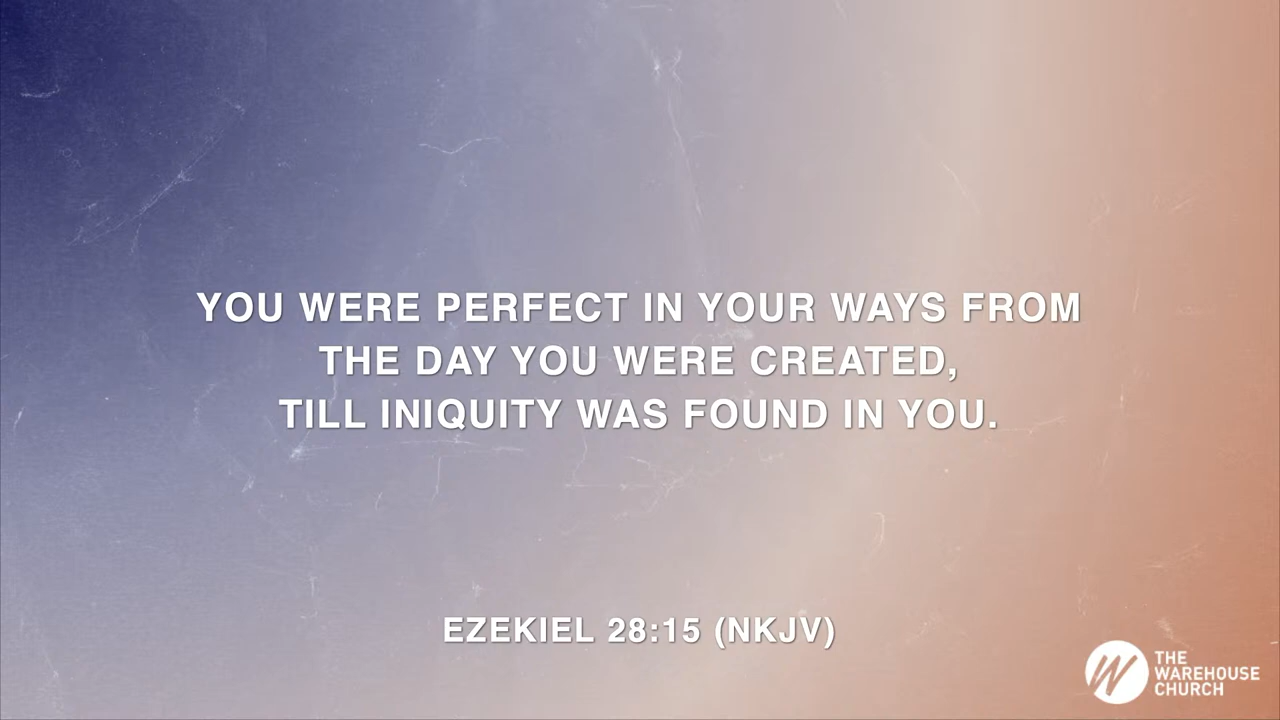 YOU WERE PERFECT IN YOUR WAYS FROM
THE DAY YOU WERE CREATED,
TILL INIQUITY WAS FOUND IN YOU.
EZEKIEL 28:15 (NKJV)
THE
WAREHOUSE
CHURCH